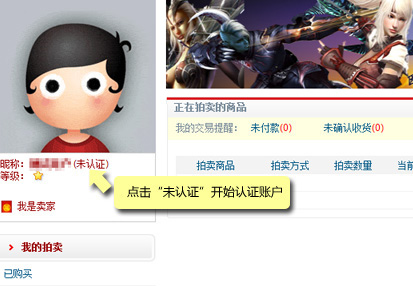 昵称：(未认证)
等级：
我是卖家
我的拍卖
已购买
正在拍卖的商品
我的交易提醒： 未付款(0) 未确认收货(0)
拍卖商品 拍卖方式 拍卖数量 当前
点击“未认证”开始认证账户